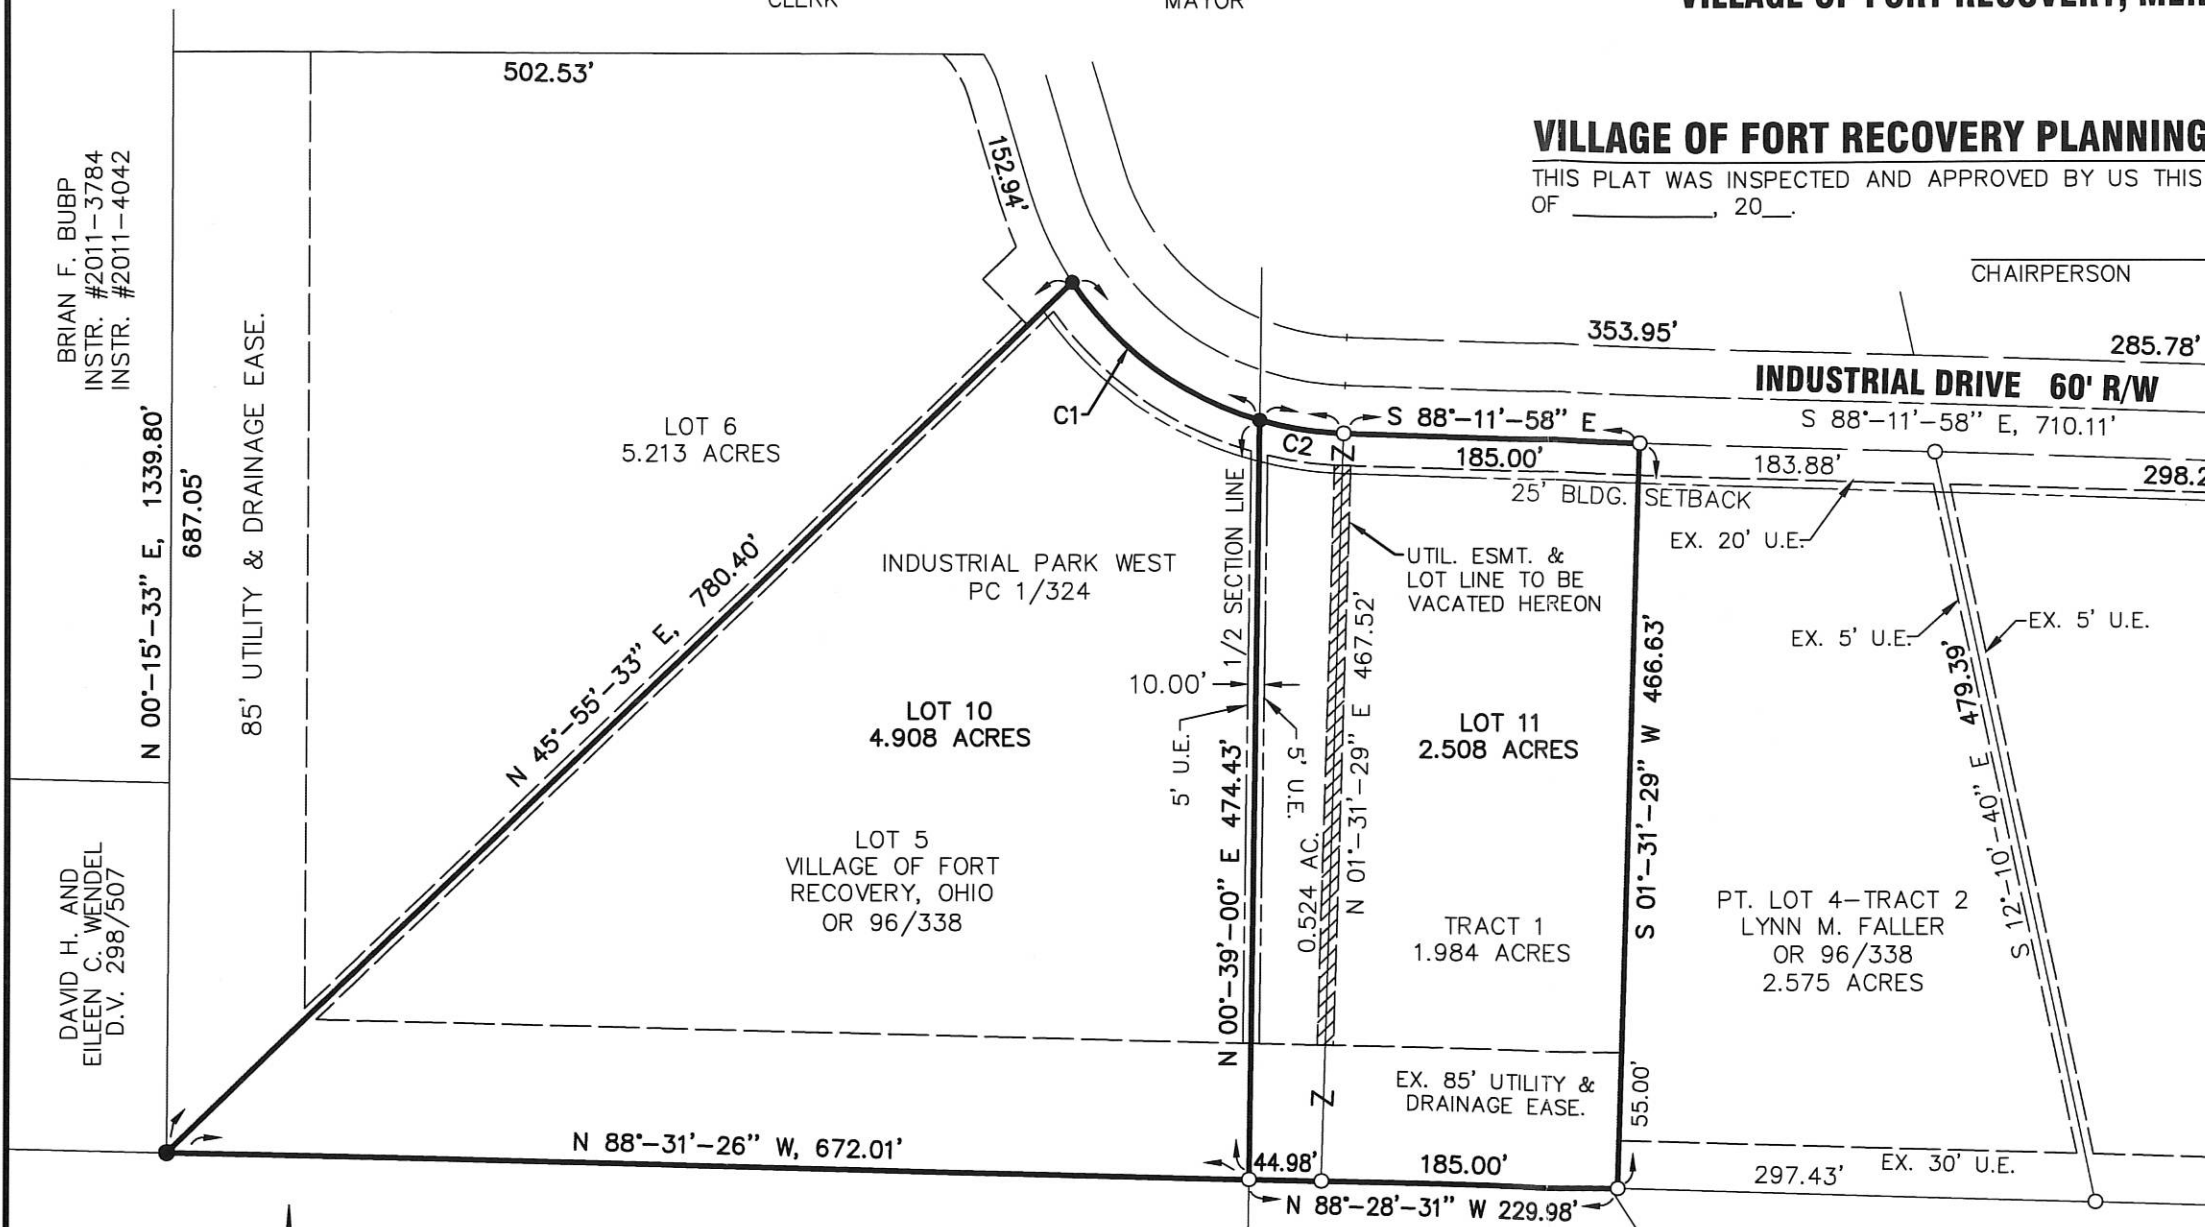 CLERK
MAYOR
VILLAGE OF FORT RECOVERY,
502.53'
152.94'
VILLAGE OF FORT RECOVERY PLANNING
THIS PLAT WAS INSPECTED AND APPROVED BY US THIS
OF ________, 20__.
CHAIRPERSON
BRIAN F. BUBP
INSTR. #2011-3784
INSTR. #2011-4042
N 00°-15'-33" E, 1339.80'
687.05'
85' UTILITY & DRAINAGE EASE.
LOT 6
5.213 ACRES
C1
353.95'
285.78'
INDUSTRIAL DRIVE 60' R/W
S 88°-11'-58" E, 710.11'
S 88°-11'-58" E
C2
Z
185.00'
183.88'
298.2
25' BLDG. SETBACK
EX. 20' U.E.
INDUSTRIAL PARK WEST
PC 1/324
1/2 SECTION LINE
UTIL. ESMT. &
LOT LINE TO BE
VACATED HEREON
N 45°-55'-33" E, 780.40'
EX. 5' U.E.
EX. 5' U.E.
10.00'
5' U.E.
5' U.E.
LOT 10
4.908 ACRES
LOT 11
2.508 ACRES
N 00°-39'-00" E 474.43'
0.524 AC.
N 01°-31'-29" E 467.52'
S 01°-31'-29" W 466.63'
S 12°-10'-40" E 479.39'
LOT 5
VILLAGE OF FORT
RECOVERY, OHIO
OR 96/338
TRACT 1
1.984 ACRES
PT. LOT 4-TRACT 2
LYNN M. FALLER
OR 96/338
2.575 ACRES
DAVID H. AND
EILEEN C. WENDEL
D.V. 298/507
EX. 85' UTILITY &
DRAINAGE EASE.
Z
55.00'
N 88°-31'-26" W, 672.01'
44.98'
185.00'
N 88°-28'-31" W 229.98'
297.43'
EX. 30' U.E.